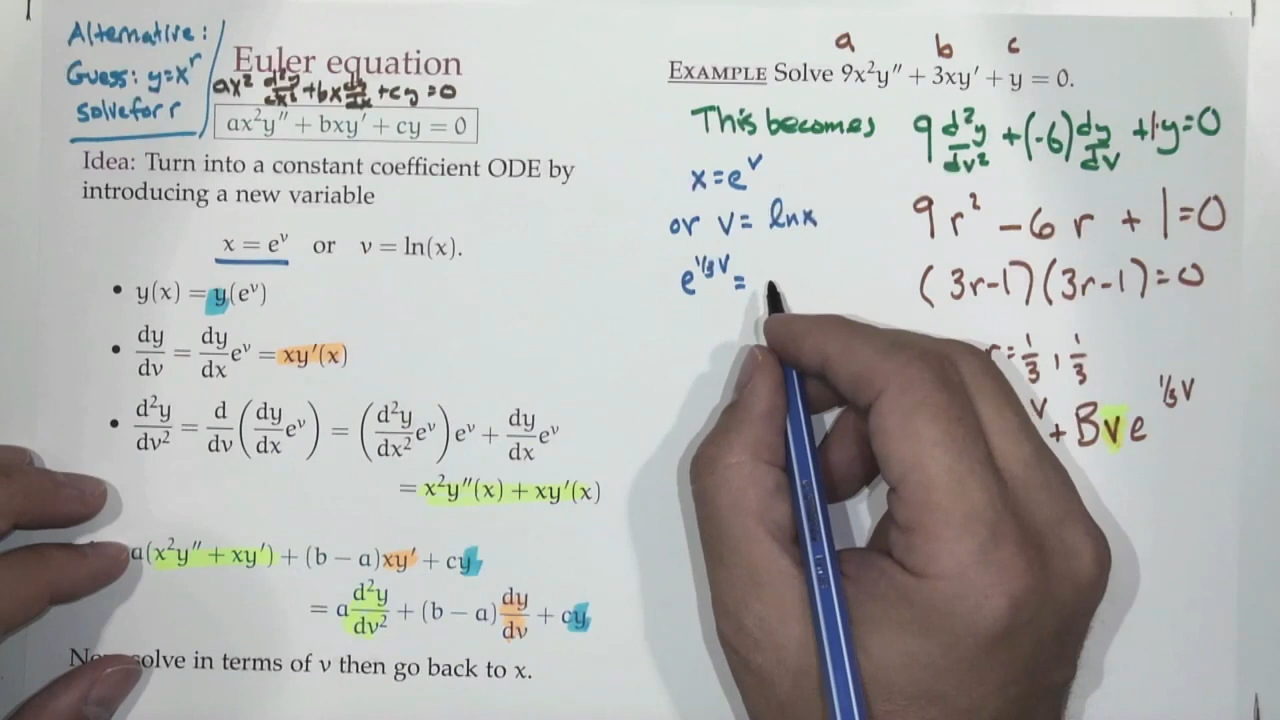 Alternative:
Guess: y=x^r
solve for r
Euler equation
ax² d²y/dx² + bx dy/dx + cy = 0
ax²y″ + bxy′ + cy = 0
Idea: Turn into a constant coefficient ODE by
introducing a new variable
x = e^v or v = ln(x).
• y(x) = y(e^v)
• dy/dv = dy/dx e^v = xy′(x)
• d²y/dv² = d/dv (dy/dx e^v) = (d²y/dx² e^v) e^v + dy/dx e^v
= x²y″(x) + xy′(x)
a(x²y″ + xy′) + (b − a)xy′ + cy
= a d²y/dv² + (b − a) dy/dv + cy
solve in terms of v then go back to x.
a b c
EXAMPLE Solve 9x²y″ + 3xy′ + y = 0.
This becomes 9 d²y/dv² + (-6) dy/dv + 1·y = 0
x = e^v
or v = ln x
e^(1/3 v) =
9r² - 6r + 1 = 0
(3r-1)(3r-1) = 0
r = 1/3, 1/3
v + Bve^(1/3 v)